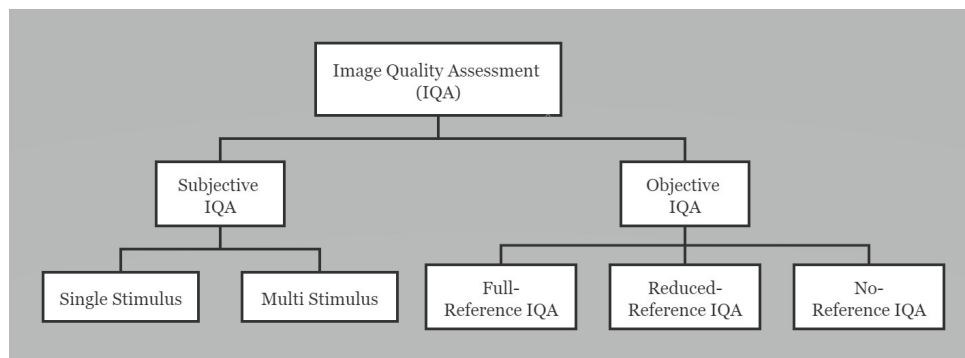 Image Quality Assessment
(IQA)
Subjective
IQA
Objective
IQA
Single Stimulus
Multi Stimulus
Full-
Reference IQA
Reduced-
Reference IQA
No-
Reference IQA